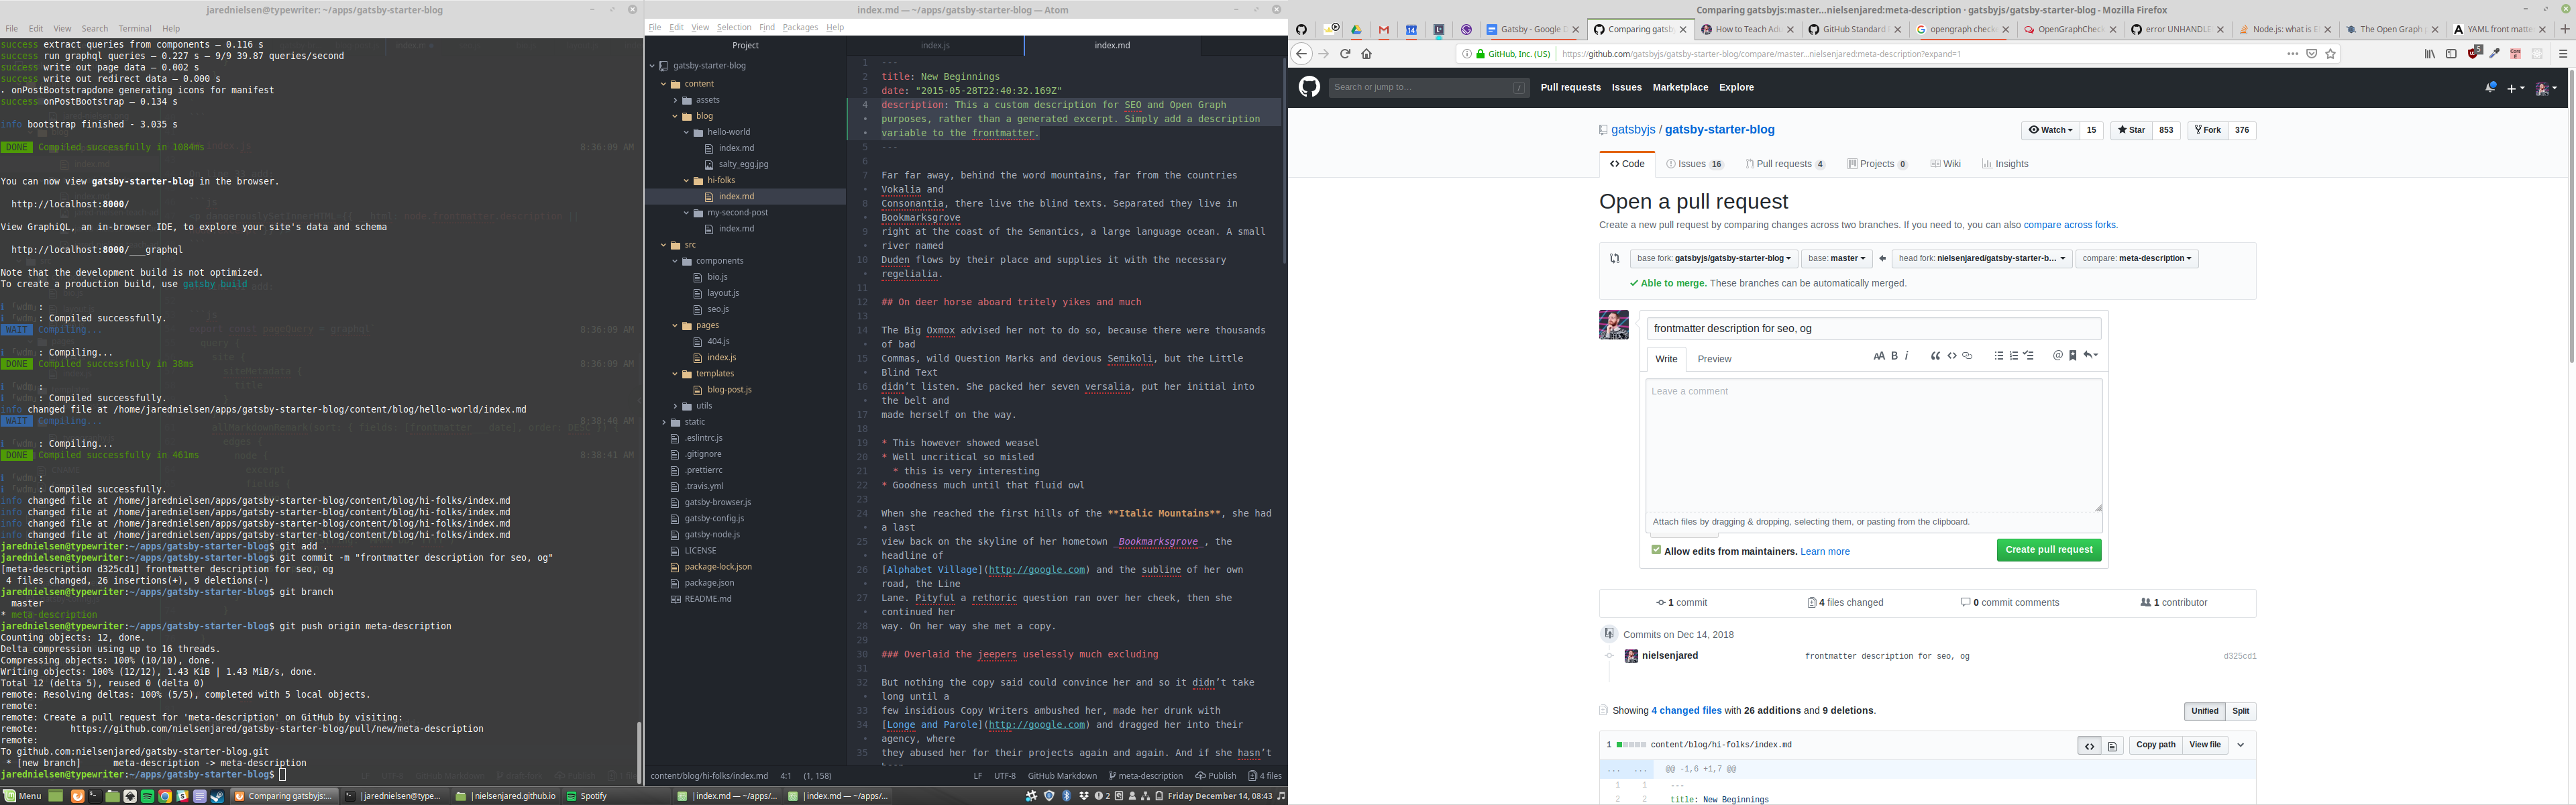 jarednielsen@typewriter: ~/apps/gatsby-starter-blog
File Edit View Search Terminal Help
success extract queries from components — 0.116 s
success run graphql queries — 0.227 s — 9/9 39.87 queries/second
success write out page data — 0.002 s
success write out redirect data — 0.000 s
. onPostBootstrapdone generating icons for manifest
success onPostBootstrap — 0.134 s
info bootstrap finished - 3.035 s
DONE Compiled successfully in 1084ms 8:36:09 AM
You can now view gatsby-starter-blog in the browser.
http://localhost:8000/
View GraphiQL, an in-browser IDE, to explore your site's data and schema
http://localhost:8000/___graphql
Note that the development build is not optimized.
To create a production build, use gatsby build
ℹ ｢wdm｣:
ℹ ｢wdm｣: Compiled successfully.
WAIT Compiling... 8:36:09 AM
ℹ ｢wdm｣: Compiling...
DONE Compiled successfully in 38ms 8:36:09 AM
ℹ ｢wdm｣:
ℹ ｢wdm｣: Compiled successfully.
info changed file at /home/jarednielsen/apps/gatsby-starter-blog/content/blog/hello-world/index.md
WAIT Compiling... 8:38:40 AM
ℹ ｢wdm｣: Compiling...
DONE Compiled successfully in 461ms 8:38:41 AM
ℹ ｢wdm｣:
ℹ ｢wdm｣: Compiled successfully.
info changed file at /home/jarednielsen/apps/gatsby-starter-blog/content/blog/hi-folks/index.md
info changed file at /home/jarednielsen/apps/gatsby-starter-blog/content/blog/hi-folks/index.md
info changed file at /home/jarednielsen/apps/gatsby-starter-blog/content/blog/hi-folks/index.md
info changed file at /home/jarednielsen/apps/gatsby-starter-blog/content/blog/hi-folks/index.md
jarednielsen@typewriter:~/apps/gatsby-starter-blog$ git add .
jarednielsen@typewriter:~/apps/gatsby-starter-blog$ git commit -m "frontmatter description for seo, og"
[meta-description d325cd1] frontmatter description for seo, og
4 files changed, 26 insertions(+), 9 deletions(-)
jarednielsen@typewriter:~/apps/gatsby-starter-blog$ git branch
master
* meta-description
jarednielsen@typewriter:~/apps/gatsby-starter-blog$ git push origin meta-description
Counting objects: 12, done.
Delta compression using up to 16 threads.
Compressing objects: 100% (10/10), done.
Writing objects: 100% (12/12), 1.43 KiB | 1.43 MiB/s, done.
Total 12 (delta 5), reused 0 (delta 0)
remote: Resolving deltas: 100% (5/5), completed with 5 local objects.
remote:
remote: Create a pull request for 'meta-description' on GitHub by visiting:
remote: https://github.com/nielsenjared/gatsby-starter-blog/pull/new/meta-description
remote:
To github.com:nielsenjared/gatsby-starter-blog.git
* [new branch] meta-description -> meta-description
jarednielsen@typewriter:~/apps/gatsby-starter-blog$
index.md — ~/apps/gatsby-starter-blog — Atom
File Edit View Selection Find Packages Help
Project
gatsby-starter-blog
content
assets
blog
hello-world
index.md
salty_egg.jpg
hi-folks
index.md
my-second-post
index.md
src
components
bio.js
layout.js
seo.js
pages
404.js
index.js
templates
blog-post.js
utils
static
.eslintrc.js
.gitignore
.prettierrc
.travis.yml
gatsby-browser.js
gatsby-config.js
gatsby-node.js
LICENSE
package-lock.json
package.json
README.md
index.js index.md
1 ---
2 title: New Beginnings
3 date: "2015-05-28T22:40:32.169Z"
4 description: This a custom description for SEO and Open Graph
• purposes, rather than a generated excerpt. Simply add a description
• variable to the frontmatter.
5 ---
6
7 Far far away, behind the word mountains, far from the countries
• Vokalia and
8 Consonantia, there live the blind texts. Separated they live in
• Bookmarksgrove
9 right at the coast of the Semantics, a large language ocean. A small
• river named
10 Duden flows by their place and supplies it with the necessary
• regelialia.
11
12 ## On deer horse aboard tritely yikes and much
13
14 The Big Oxmox advised her not to do so, because there were thousands
• of bad
15 Commas, wild Question Marks and devious Semikoli, but the Little
• Blind Text
16 didn’t listen. She packed her seven versalia, put her initial into
• the belt and
17 made herself on the way.
18
19 * This however showed weasel
20 * Well uncritical so misled
21 * this is very interesting
22 * Goodness much until that fluid owl
23
24 When she reached the first hills of the **Italic Mountains**, she had
• a last
25 view back on the skyline of her hometown _Bookmarksgrove_, the
• headline of
26 [Alphabet Village](http://google.com) and the subline of her own
• road, the Line
27 Lane. Pityful a rethoric question ran over her cheek, then she
• continued her
28 way. On her way she met a copy.
29
30 ### Overlaid the jeepers uselessly much excluding
31
32 But nothing the copy said could convince her and so it didn’t take
• long until a
33 few insidious Copy Writers ambushed her, made her drunk with
34 [Longe and Parole](http://google.com) and dragged her into their
• agency, where
35 they abused her for their projects again and again. And if she hasn’t
content/blog/hi-folks/index.md 4:1 (1, 158) LF UTF-8 GitHub Markdown meta-description Publish 4 files
Comparing gatsbyjs:master...nielsenjared:meta-description · gatsbyjs/gatsby-starter-blog - Mozilla Firefox
Gatsby - Google D Comparing gatsb How to Teach Adu GitHub Standard opengraph check OpenGraphCheck error UNHANDLE Node.js: what is E The Open Graph YAML front matte
GitHub, Inc. (US) https://github.com/gatsbyjs/gatsby-starter-blog/compare/master...nielsenjared:meta-description?expand=1
Search or jump to... / Pull requests Issues Marketplace Explore
gatsbyjs / gatsby-starter-blog
Watch 15 Star 853 Fork 376
Code Issues 16 Pull requests 4 Projects 0 Wiki Insights
Open a pull request
Create a new pull request by comparing changes across two branches. If you need to, you can also compare across forks.
base fork: gatsbyjs/gatsby-starter-blog base: master head fork: nielsenjared/gatsby-starter-b... compare: meta-description
Able to merge. These branches can be automatically merged.
frontmatter description for seo, og
Write Preview
Leave a comment
Attach files by dragging & dropping, selecting them, or pasting from the clipboard.
Allow edits from maintainers. Learn more
Create pull request
1 commit 4 files changed 0 commit comments 1 contributor
Commits on Dec 14, 2018
nielsenjared frontmatter description for seo, og d325cd1
Showing 4 changed files with 26 additions and 9 deletions.
Unified Split
1 content/blog/hi-folks/index.md Copy path View file
... ... @@ -1,6 +1,7 @@
1 1 ---
2 2 title: New Beginnings
Menu Comparing gatsbyjs:... |jarednielsen@type... |nielsenjared.github.io Spotify |index.md — ~/apps/... |index.md — ~/apps/... 2 Friday December 14, 08:43